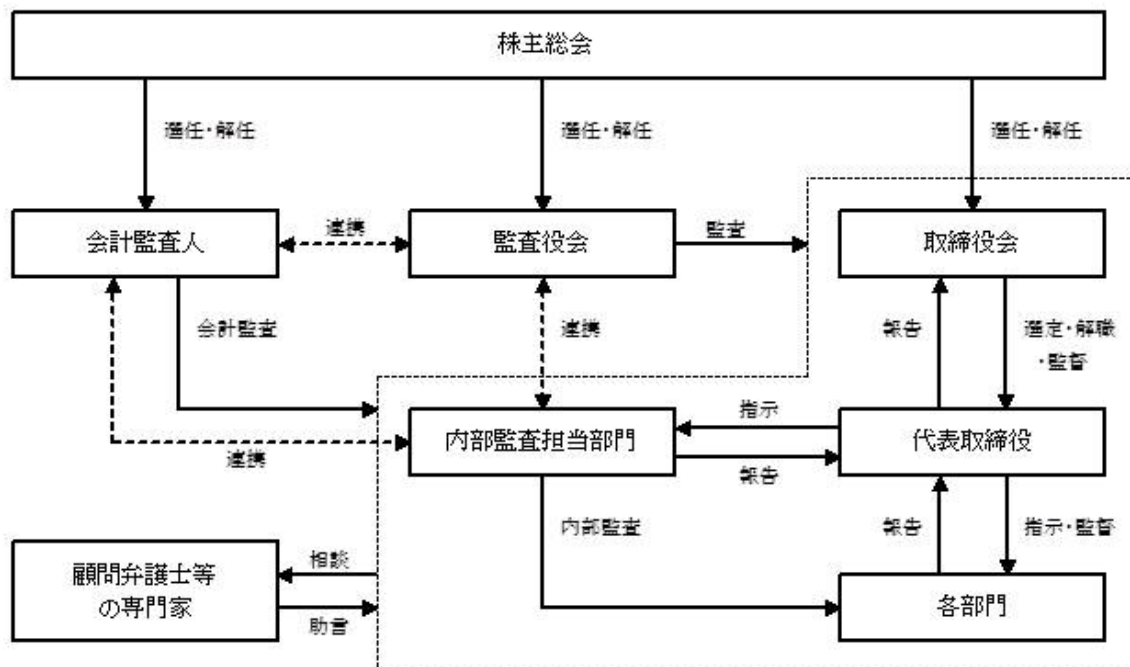 株主総会
選任・解任
選任・解任
選任・解任
会計監査人
連携
監査役会
監査
取締役会
会計監査
連携
報告
選定・解職
・監督
内部監査担当部門
指示
報告
代表取締役
連携
内部監査
報告
指示・監督
顧問弁護士等
の専門家
相談
助言
各部門